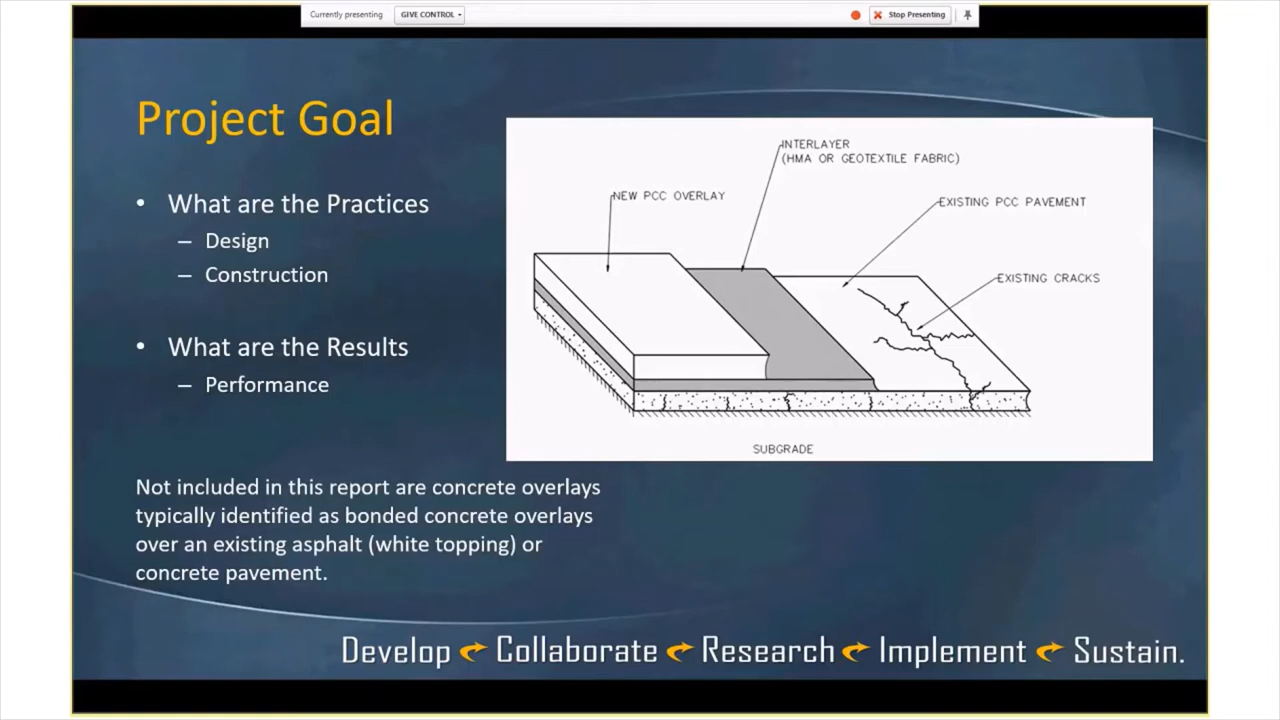 Currently presenting
GIVE CONTROL
Stop Presenting
Project Goal
• What are the Practices
– Design
– Construction
• What are the Results
– Performance
INTERLAYER
(HMA OR GEOTEXTILE FABRIC)
NEW PCC OVERLAY
EXISTING PCC PAVEMENT
EXISTING CRACKS
SUBGRADE
Not included in this report are concrete overlays
typically identified as bonded concrete overlays
over an existing asphalt (white topping) or
concrete pavement.
Develop Collaborate Research Implement Sustain.